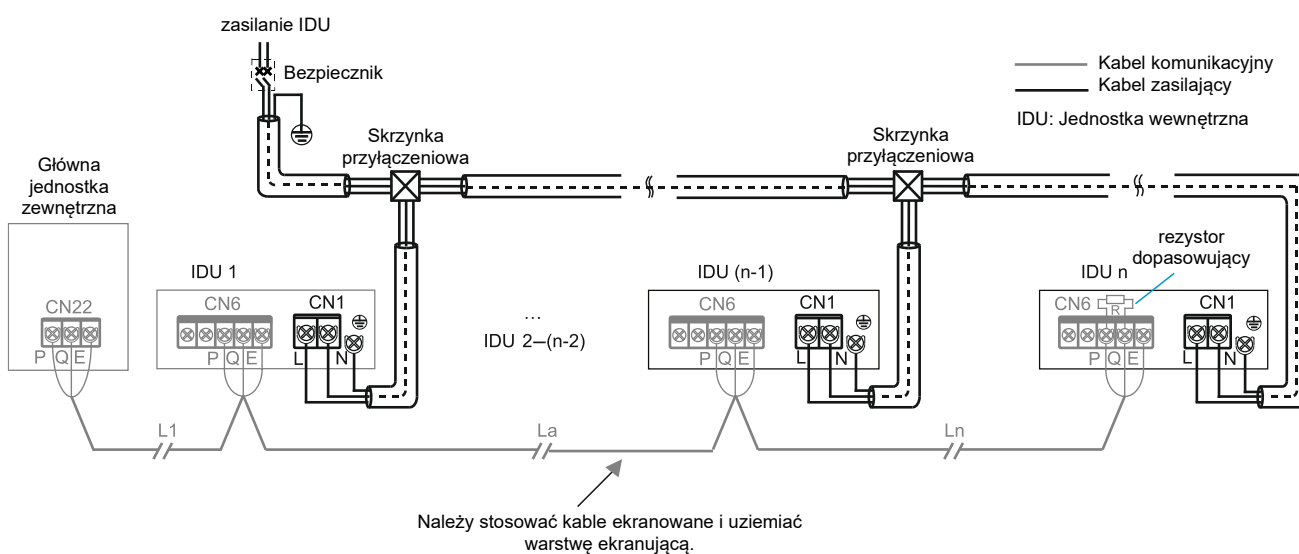 zasilanie IDU
Bezpiecznik
Kabel komunikacyjny
Kabel zasilający
IDU: Jednostka wewnętrzna
Skrzynka
przyłączeniowa
Skrzynka
przyłączeniowa
Główna
jednostka
zewnętrzna
rezystor
dopasowujący
IDU 1
IDU (n-1)
IDU n
CN22
CN6
CN1
CN6
CN1
CN6
R
CN1
...
IDU 2–(n-2)
P Q E
P Q E
L N
P Q E
L N
P Q E
L N
L1
La
Ln
Należy stosować kable ekranowane i uziemiać
warstwę ekranującą.